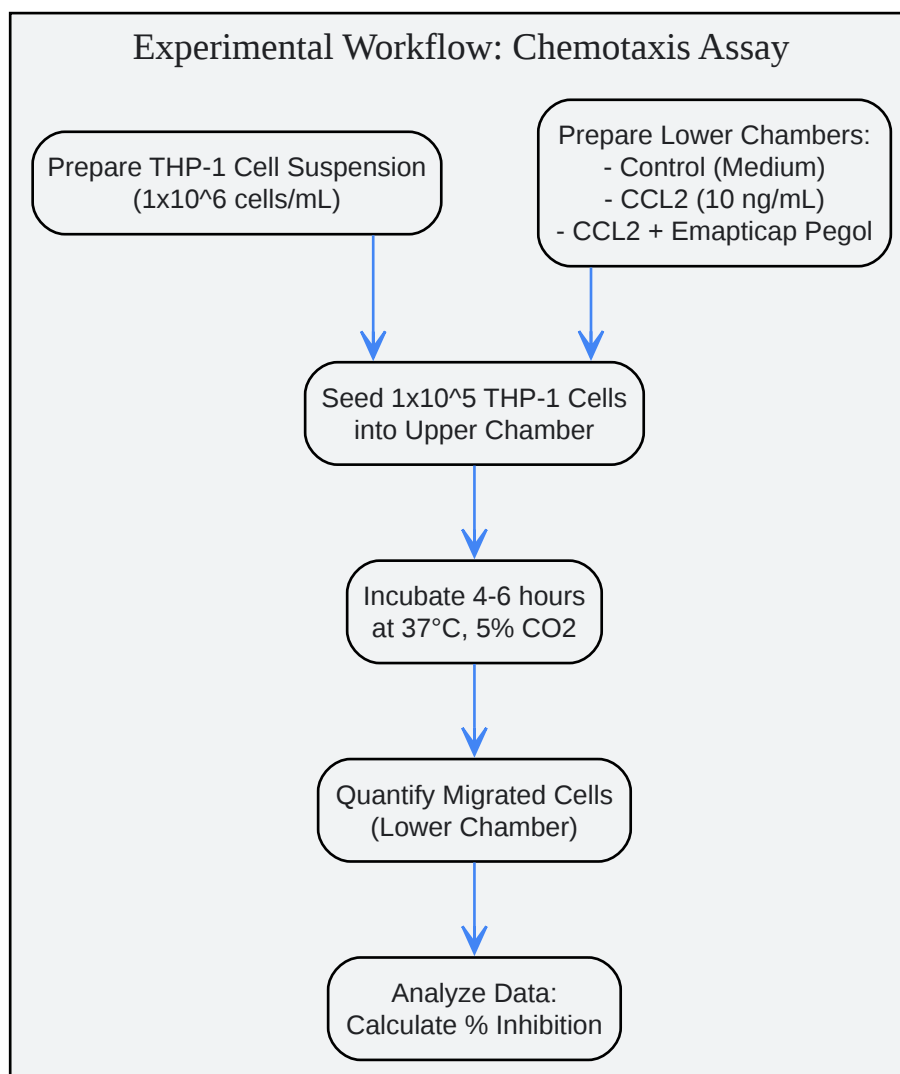 Experimental Workflow: Chemotaxis Assay
Prepare THP-1 Cell Suspension
(1x10^6 cells/mL)
Prepare Lower Chambers:
- Control (Medium)
- CCL2 (10 ng/mL)
- CCL2 + Emapticap Pegol
Seed 1x10^5 THP-1 Cells
into Upper Chamber
Incubate 4-6 hours
at 37°C, 5% CO2
Quantify Migrated Cells
(Lower Chamber)
Analyze Data:
Calculate % Inhibition